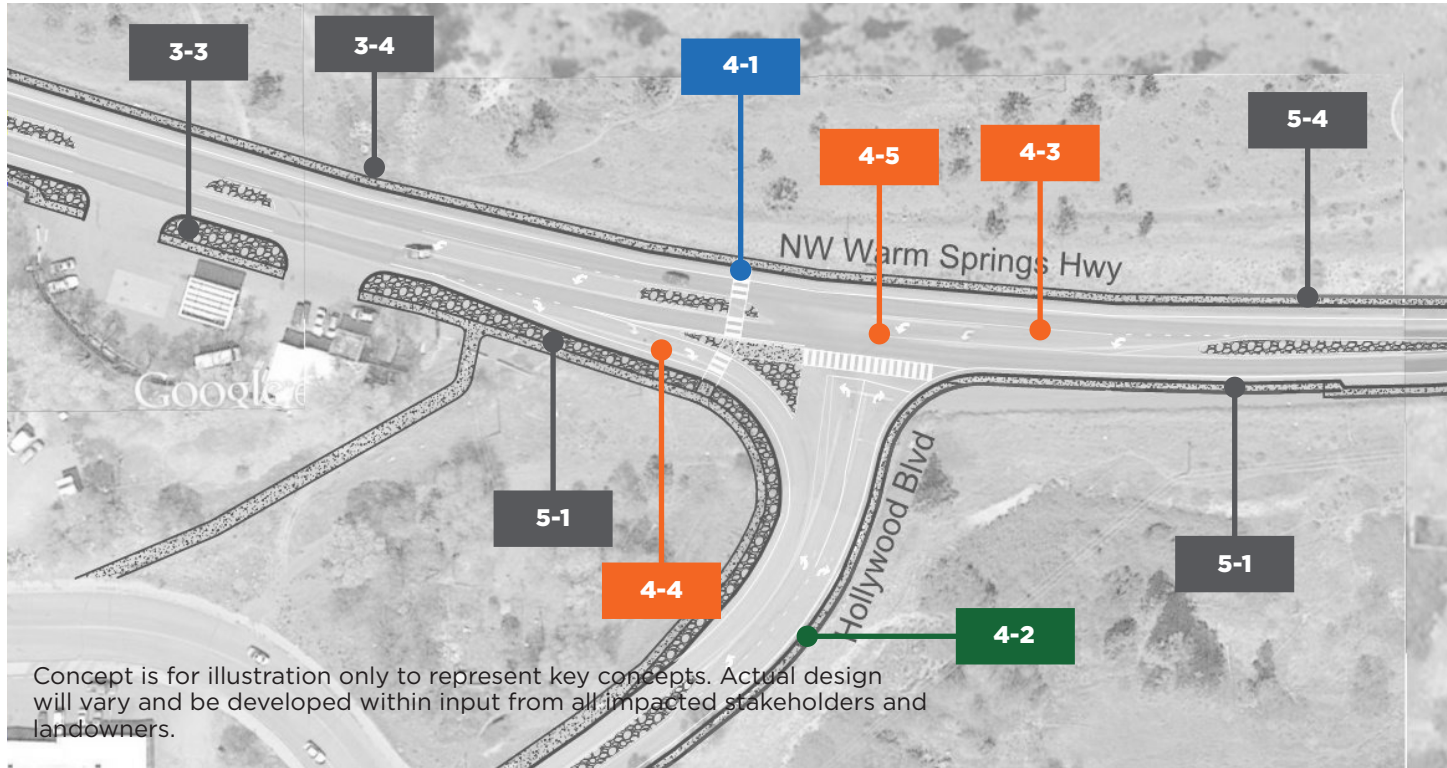 3-3
3-4
4-1
5-4
4-5
4-3
NW Warm Springs Hwy
Google
5-1
5-1
4-4
Hollywood Blvd
4-2
Concept is for illustration only to represent key concepts. Actual design
will vary and be developed within input from all impacted stakeholders and
landowners.